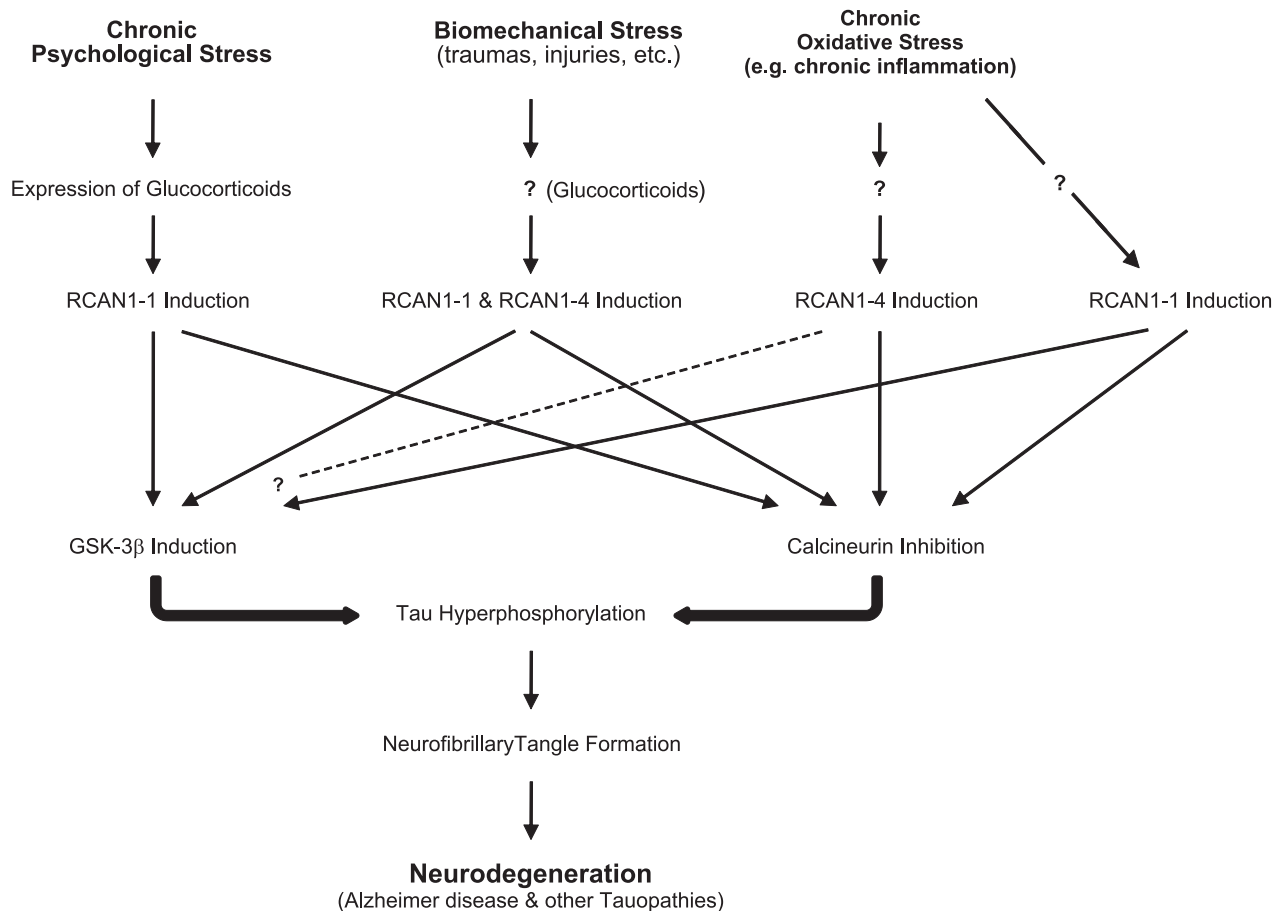 Chronic
Psychological Stress
Biomechanical Stress
(traumas, injuries, etc.)
Chronic
Oxidative Stress
(e.g. chronic inflammation)
Expression of Glucocorticoids
? (Glucocorticoids)
?
?
RCAN1-1 Induction
RCAN1-1 & RCAN1-4 Induction
RCAN1-4 Induction
RCAN1-1 Induction
?
GSK-3β Induction
Calcineurin Inhibition
Tau Hyperphosphorylation
NeurofibrillaryTangle Formation
Neurodegeneration
(Alzheimer disease & other Tauopathies)